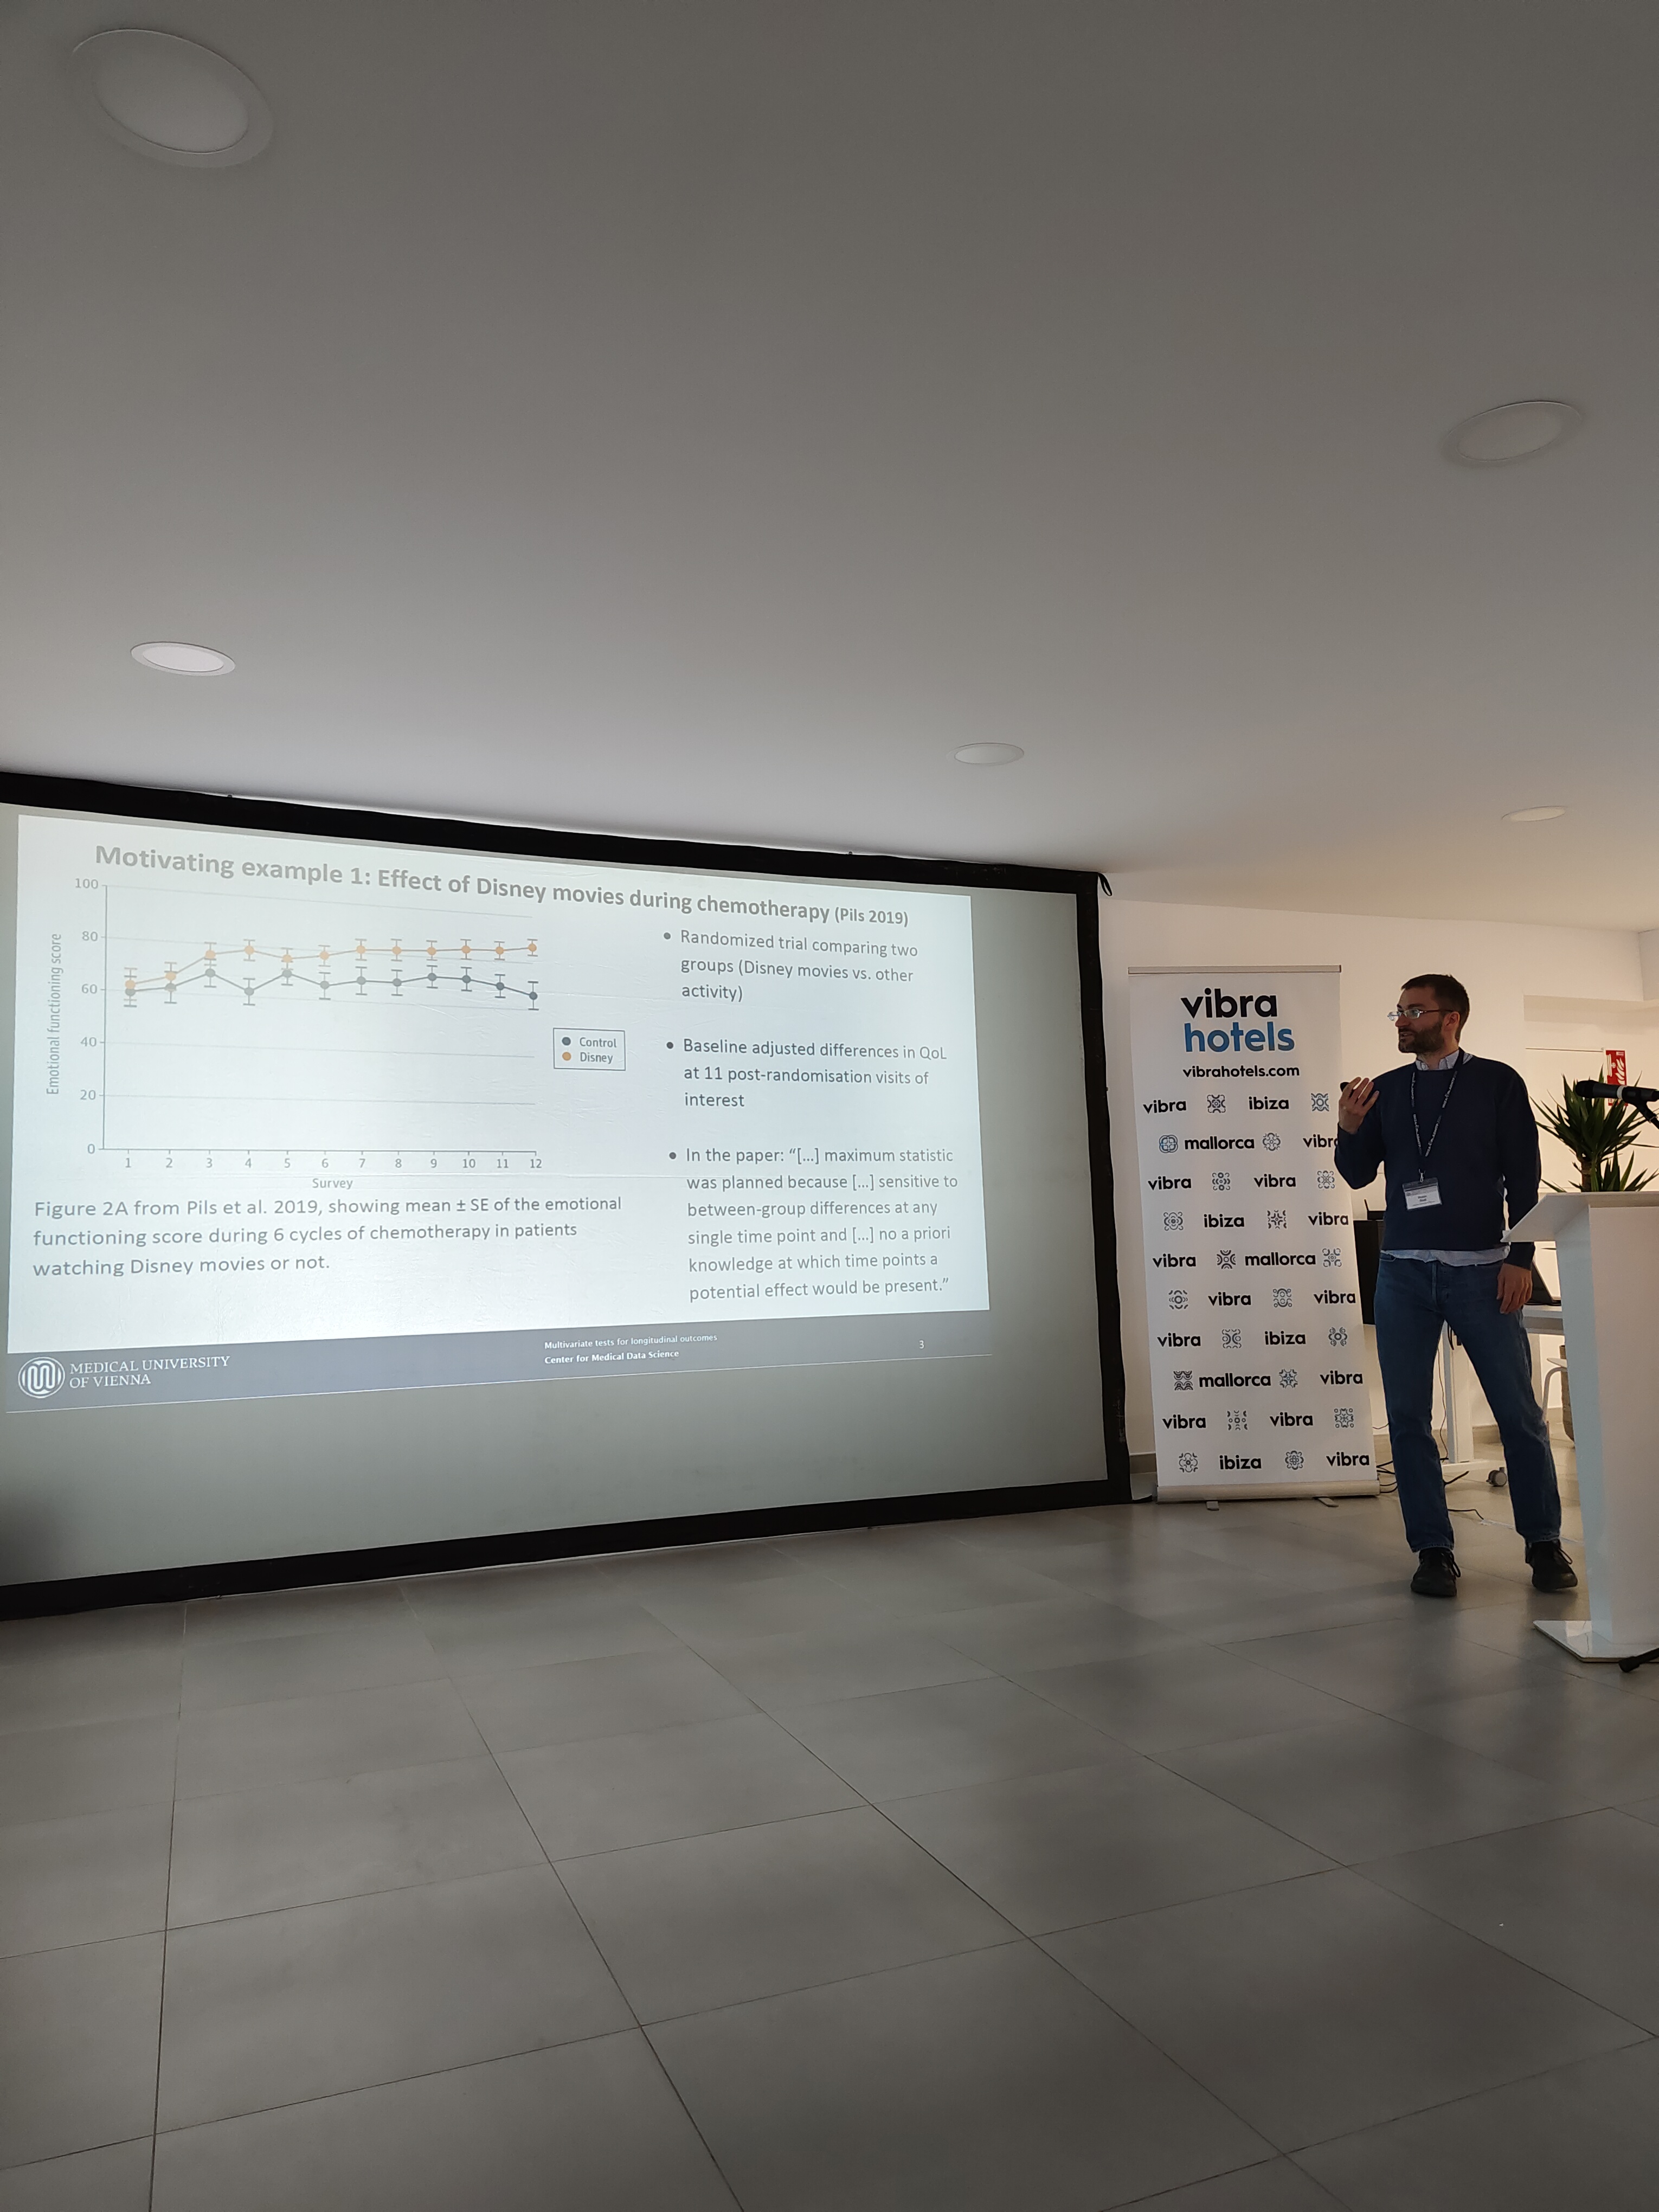 Motivating example 1: Effect of Disney movies during chemotherapy (Pils 2019)
100
80
60
40
20
0
Emotional functioning score
1 2 3 4 5 6 7 8 9 10 11 12
Survey
Control
Disney
Figure 2A from Pils et al. 2019, showing mean ± SE of the emotional
functioning score during 6 cycles of chemotherapy in patients
watching Disney movies or not.
• Randomized trial comparing two
groups (Disney movies vs. other
activity)
• Baseline adjusted differences in QoL
at 11 post-randomisation visits of
interest
• In the paper: “[...] maximum statistic
was planned because [...] sensitive to
between-group differences at any
single time point and [...] no a priori
knowledge at which time points a
potential effect would be present.”
MEDICAL UNIVERSITY
OF VIENNA
Multivariate tests for longitudinal outcomes
Center for Medical Data Science
3
vibra
hotels
vibrahotels.com
vibra ibiza
mallorca vibra
vibra vibra
ibiza vibra
vibra mallorca
vibra vibra
vibra ibiza
mallorca vibra
vibra vibra
ibiza vibra